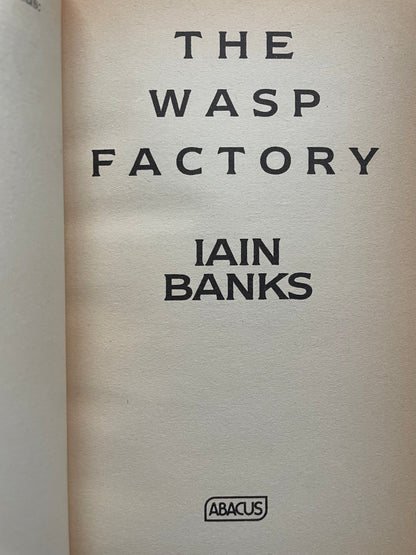 THE
WASP
FACTORY
IAIN
BANKS
ABACUS